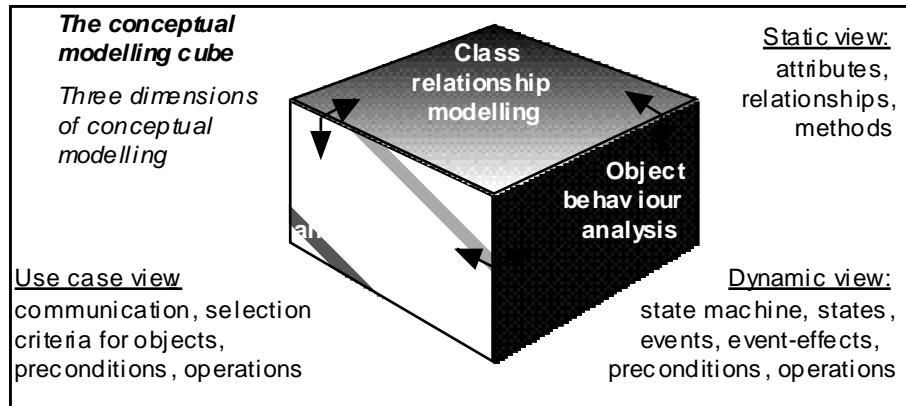 The conceptual
modelling cube
Three dimensions
of conceptual
modelling
Class
relationship
modelling
Static view:
attributes,
relationships,
methods
Object
behaviour
analysis
Use case view
communication, selection
criteria for objects,
preconditions, operations
Dynamic view:
state machine, states,
events, event-effects,
preconditions, operations